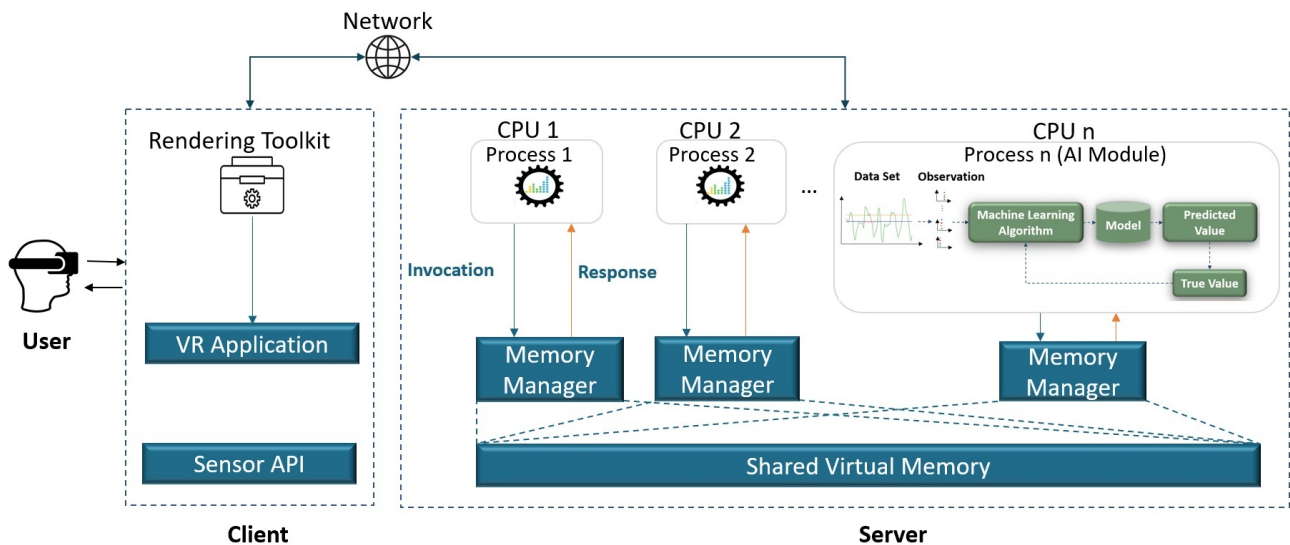 Network
Rendering Toolkit
VR Application
Sensor API
User
Client
CPU 1
Process 1
CPU 2
Process 2
...
CPU n
Process n (AI Module)
Data Set
Observation
Machine Learning
Algorithm
Model
Predicted
Value
True Value
Invocation
Response
Memory
Manager
Memory
Manager
Memory
Manager
Shared Virtual Memory
Server